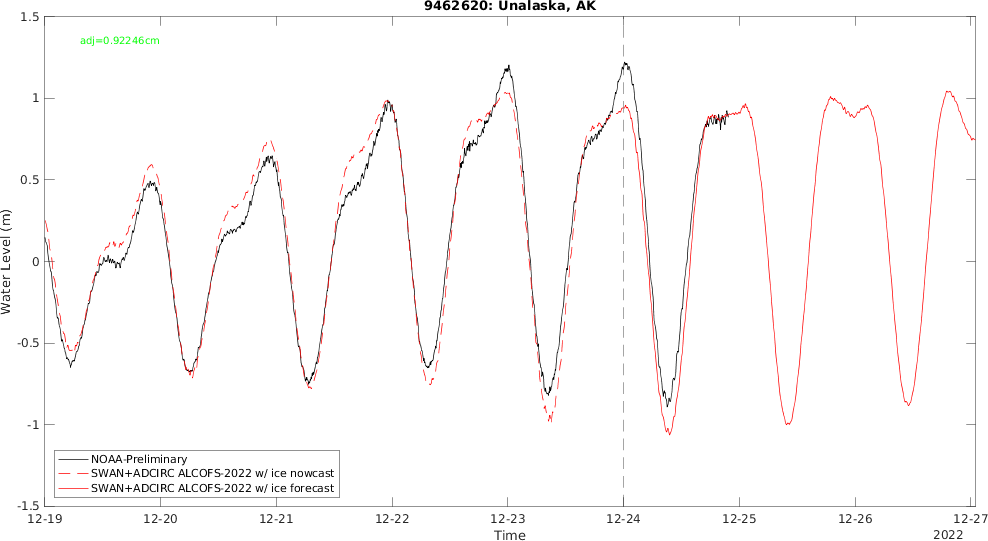 9462620: Unalaska, AK
adj=0.92246cm
1.5
1
0.5
0
-0.5
-1
-1.5
Water Level (m)
NOAA-Preliminary
SWAN+ADCIRC ALCOFS-2022 w/ ice nowcast
SWAN+ADCIRC ALCOFS-2022 w/ ice forecast
12-19 12-20 12-21 12-22 12-23 12-24 12-25 12-26 12-27
Time
2022